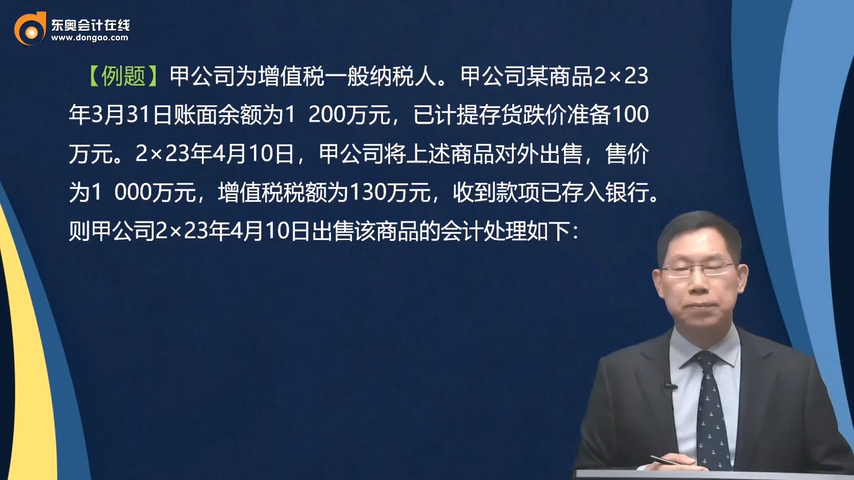 东奥会计在线
www.dongao.com
【例题】甲公司为增值税一般纳税人。甲公司某商品2×23
年3月31日账面余额为1 200万元，已计提存货跌价准备100
万元。2×23年4月10日，甲公司将上述商品对外出售，售价
为1 000万元，增值税税额为130万元，收到款项已存入银行。
则甲公司2×23年4月10日出售该商品的会计处理如下：